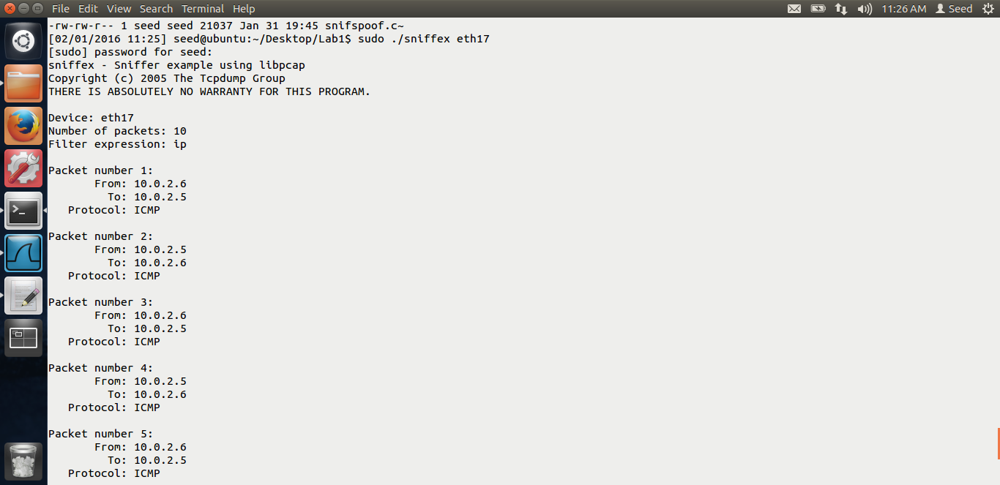 File Edit View Search Terminal Help 11:26 AM Seed
-rw-rw-r-- 1 seed seed 21037 Jan 31 19:45 snifspoof.c~
[02/01/2016 11:25] seed@ubuntu:~/Desktop/Lab1$ sudo ./sniffex eth17
[sudo] password for seed:
sniffex - Sniffer example using libpcap
Copyright (c) 2005 The Tcpdump Group
THERE IS ABSOLUTELY NO WARRANTY FOR THIS PROGRAM.

Device: eth17
Number of packets: 10
Filter expression: ip

Packet number 1:
       From: 10.0.2.6
         To: 10.0.2.5
   Protocol: ICMP

Packet number 2:
       From: 10.0.2.5
         To: 10.0.2.6
   Protocol: ICMP

Packet number 3:
       From: 10.0.2.6
         To: 10.0.2.5
   Protocol: ICMP

Packet number 4:
       From: 10.0.2.5
         To: 10.0.2.6
   Protocol: ICMP

Packet number 5:
       From: 10.0.2.6
         To: 10.0.2.5
   Protocol: ICMP